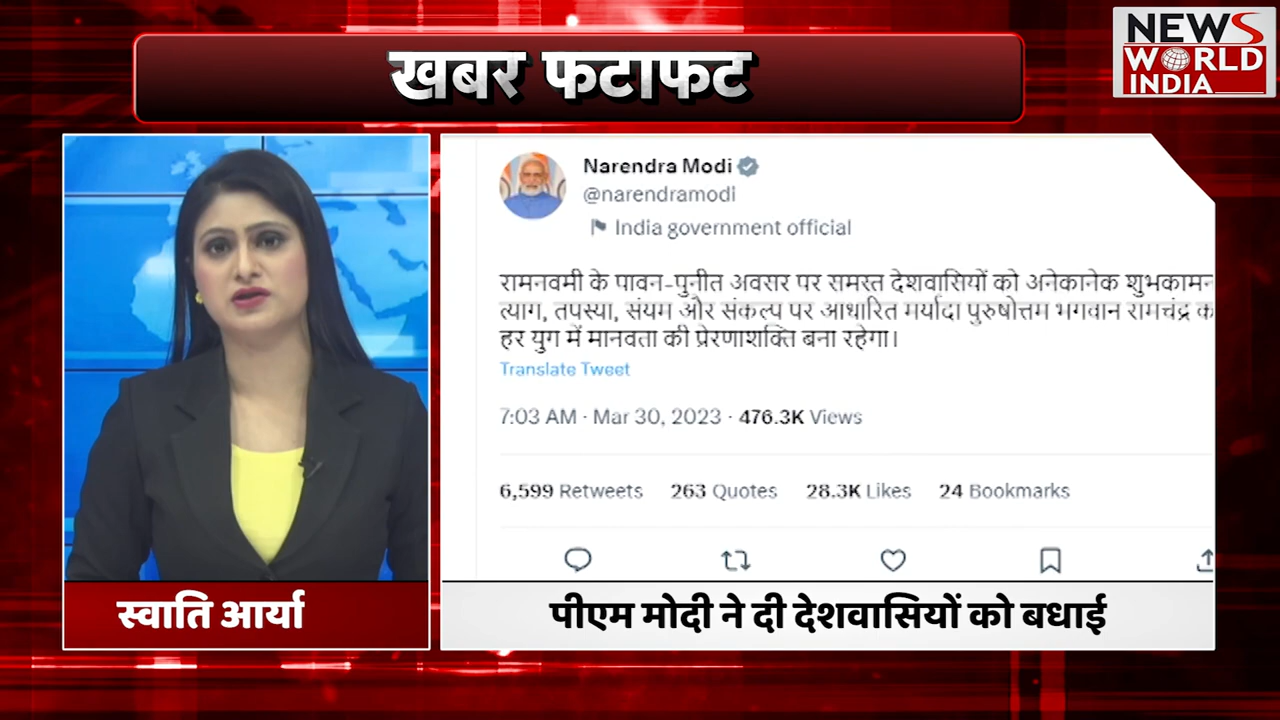 खबर फटाफट
NEWS
WORLD
INDIA
Narendra Modi
@narendramodi
India government official
रामनवमी के पावन-पुनीत अवसर पर समस्त देशवासियों को अनेकानेक
त्याग, तपस्या, संयम और संकल्प पर आधारित मर्यादा पुरुषोत्तम भगवान रामचंद्र
हर युग में मानवता की प्रेरणाशक्ति बना रहेगा।
Translate Tweet
7:03 AM · Mar 30, 2023 · 476.3K Views
6,599 Retweets 263 Quotes 28.3K Likes 24 Bookmarks
स्वाति आर्या
पीएम मोदी ने दी देशवासियों को बधाई